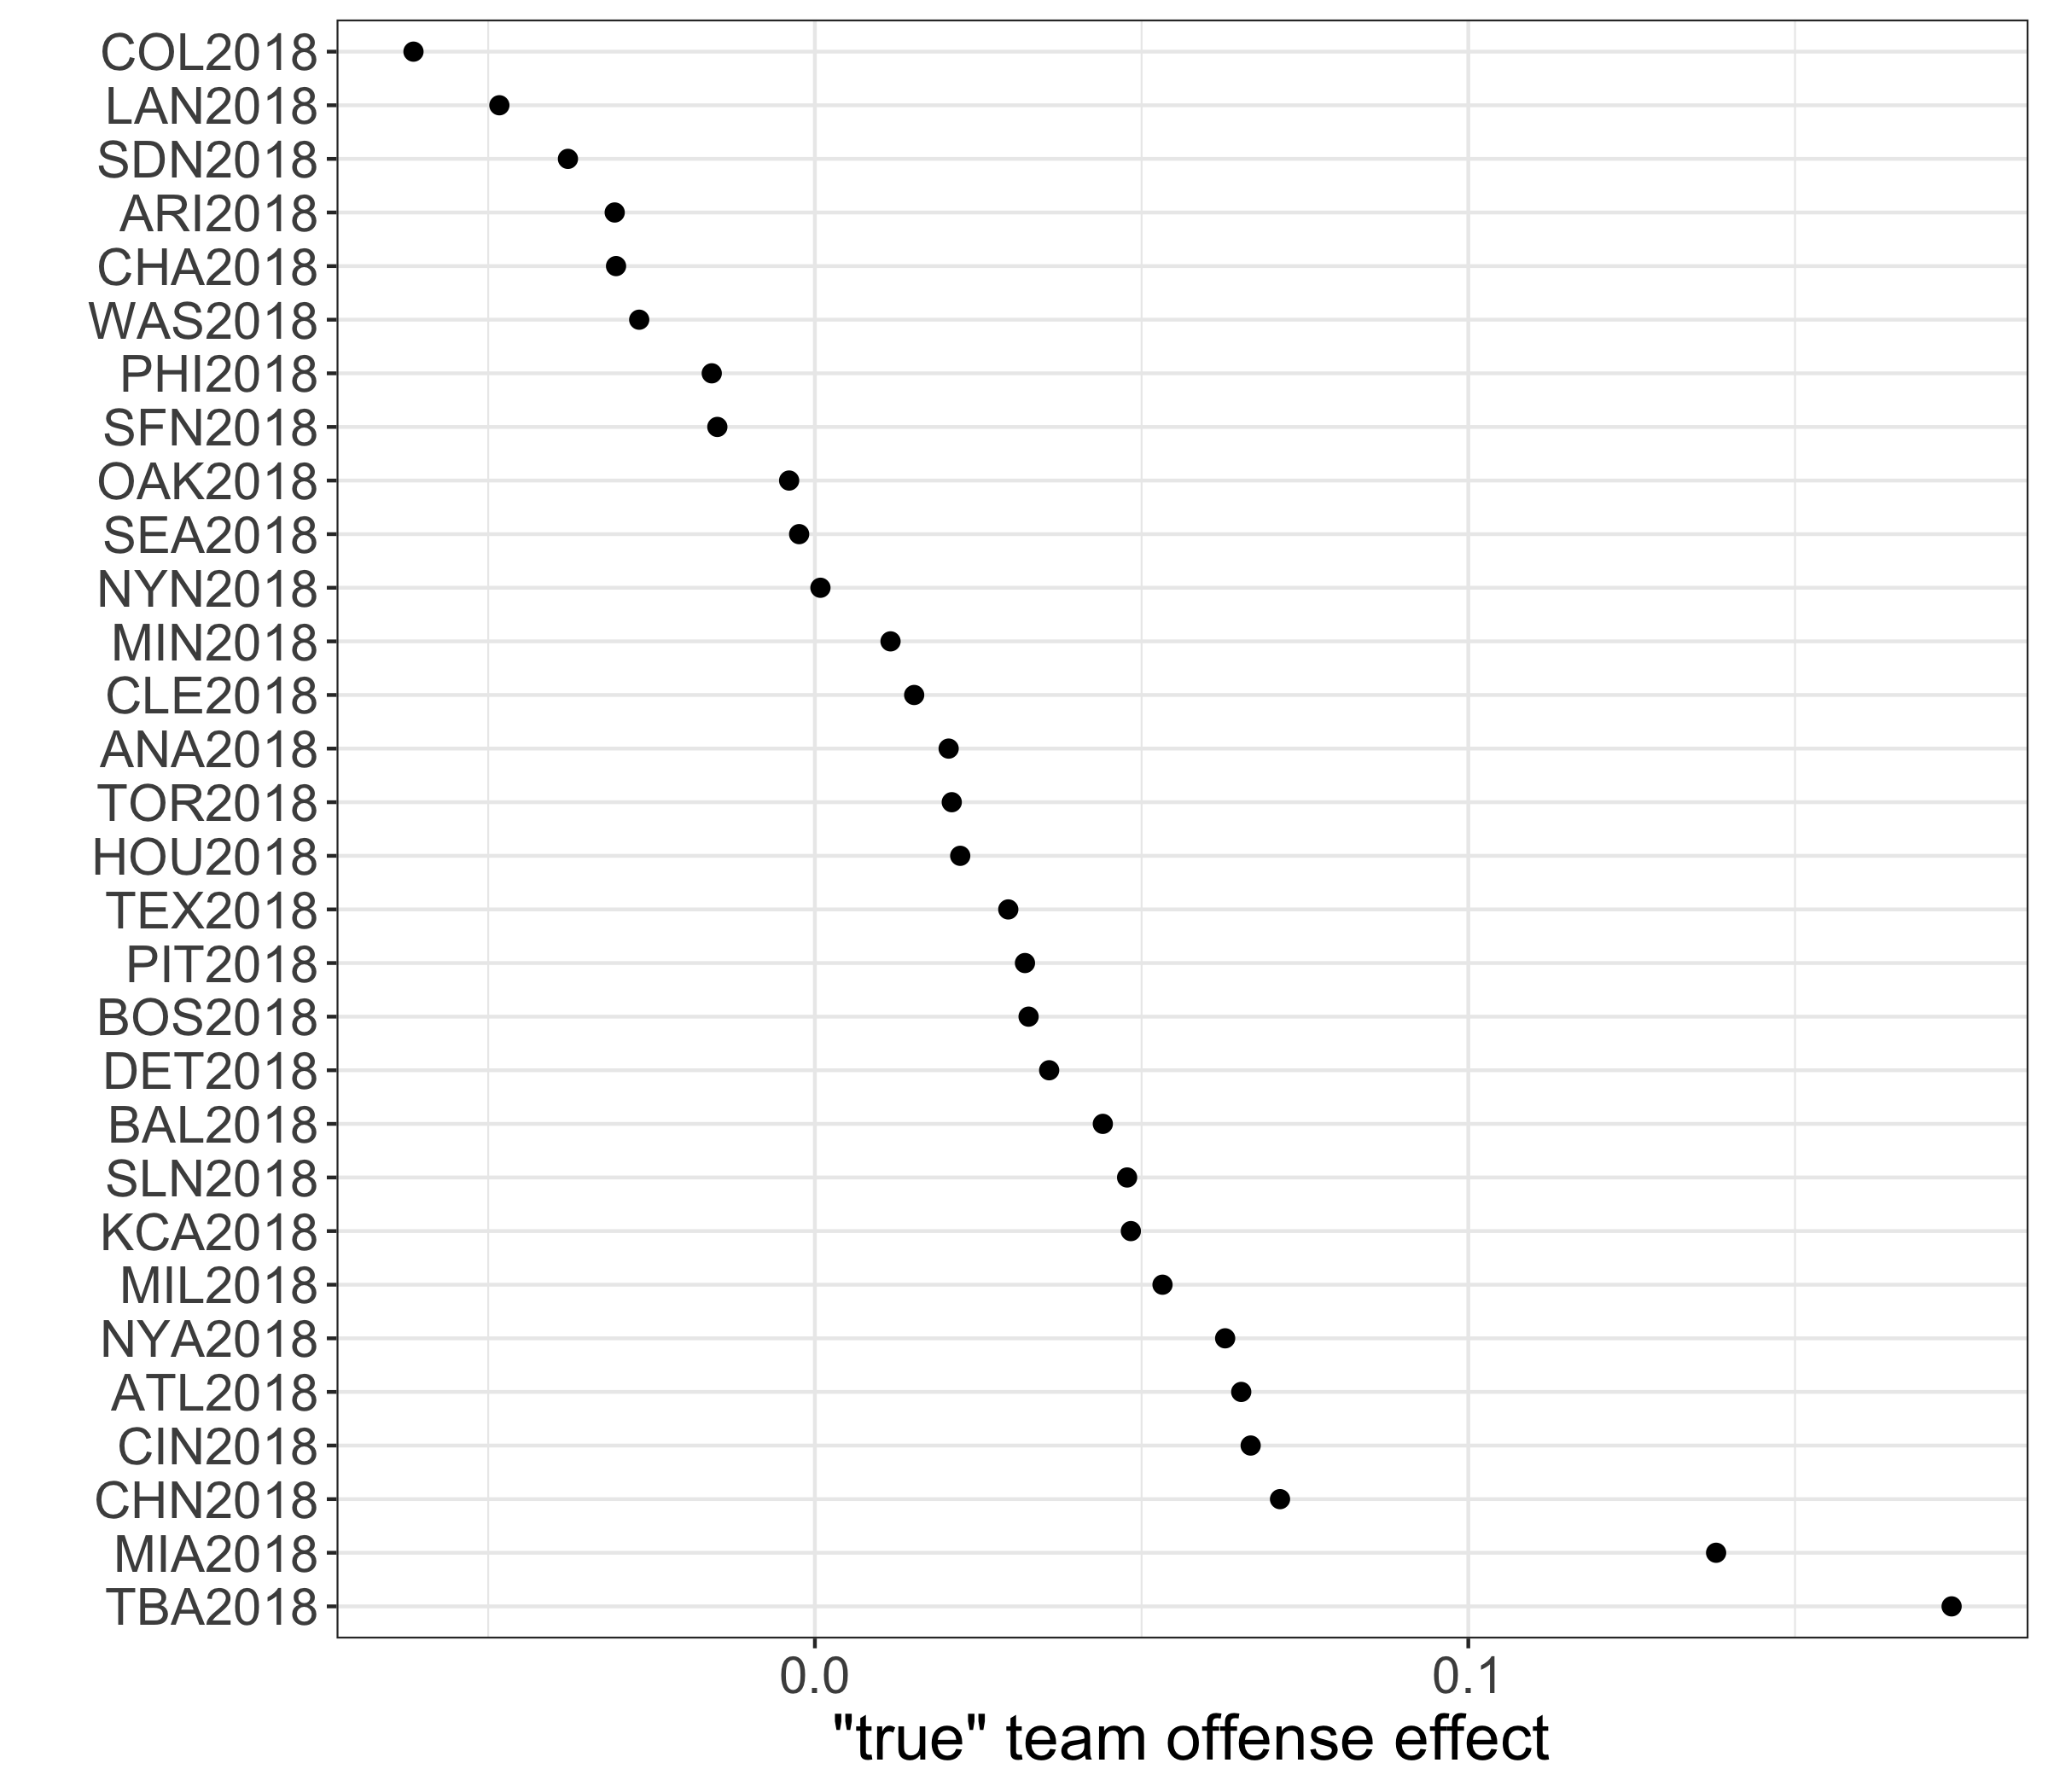 COL2018
LAN2018
SDN2018
ARI2018
CHA2018
WAS2018
PHI2018
SFN2018
OAK2018
SEA2018
NYN2018
MIN2018
CLE2018
ANA2018
TOR2018
HOU2018
TEX2018
PIT2018
BOS2018
DET2018
BAL2018
SLN2018
KCA2018
MIL2018
NYA2018
ATL2018
CIN2018
CHN2018
MIA2018
TBA2018
0.0 0.1
"true" team offense effect